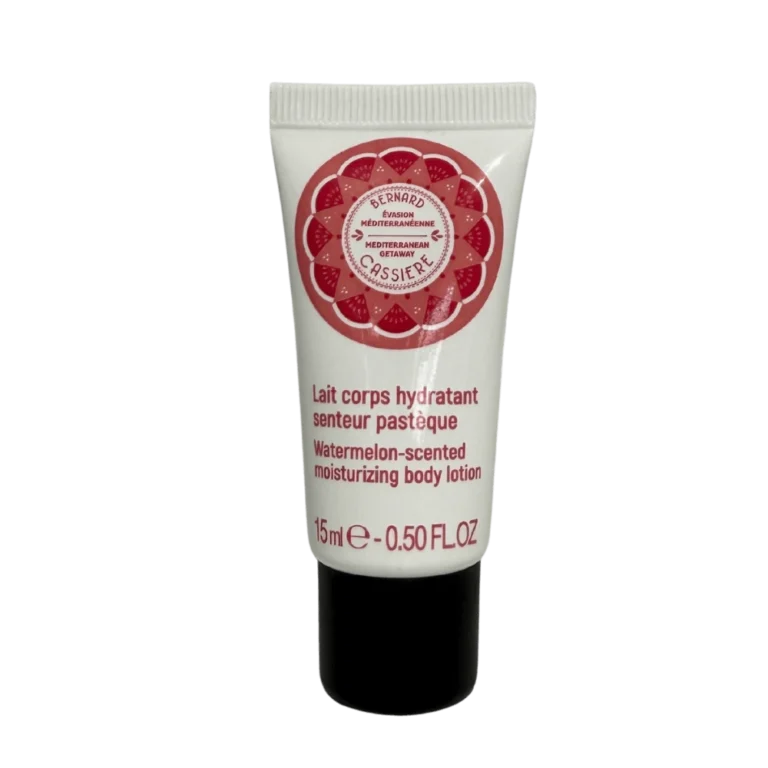 BERNARD
ÉVASION
MÉDITERRANÉENNE
MEDITERRANEAN
GETAWAY
CASSIERE
Lait corps hydratant
senteur pastèque
Watermelon-scented
moisturizing body lotion
15ml℮-0.50 FL.OZ